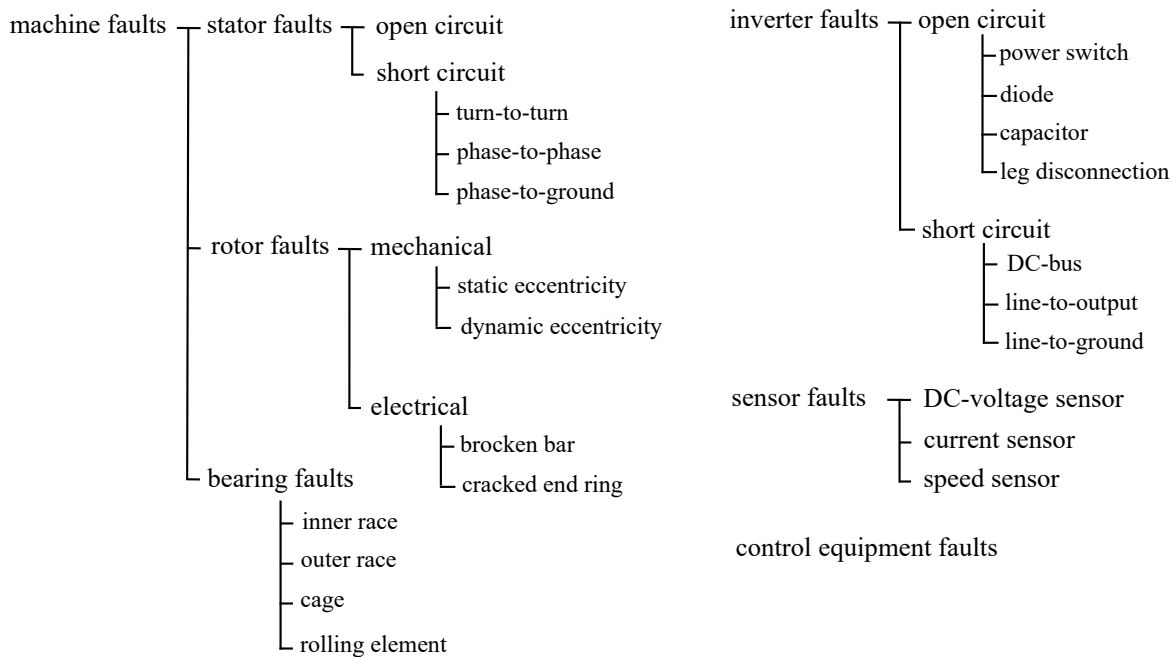 machine faults
stator faults
open circuit
short circuit
turn-to-turn
phase-to-phase
phase-to-ground
rotor faults
mechanical
static eccentricity
dynamic eccentricity
electrical
brocken bar
cracked end ring
bearing faults
inner race
outer race
cage
rolling element
inverter faults
open circuit
power switch
diode
capacitor
leg disconnection
short circuit
DC-bus
line-to-output
line-to-ground
sensor faults
DC-voltage sensor
current sensor
speed sensor
control equipment faults